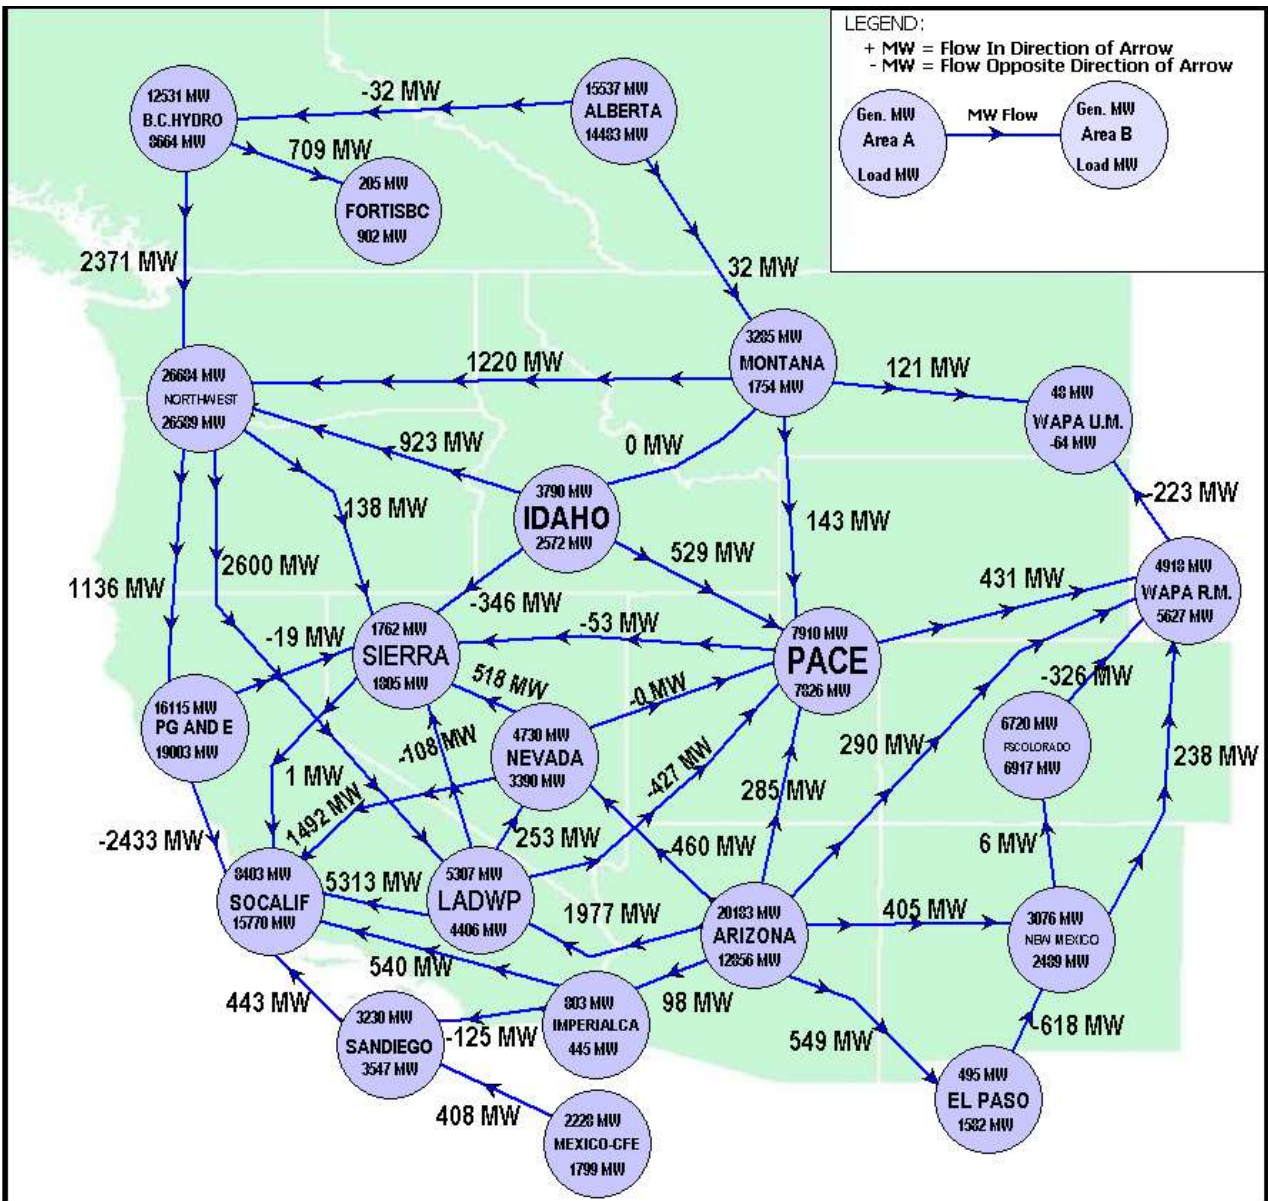 LEGEND:
+ MW = Flow In Direction of Arrow
- MW = Flow Opposite Direction of Arrow
Gen. MW
Area A
Load MW
MW Flow
Gen. MW
Area B
Load MW
12531 MW
B.C.HYDRO
8664 MW
-32 MW
15537 MW
ALBERTA
14483 MW
709 MW
205 MW
FORTISBC
902 MW
2371 MW
32 MW
3285 MW
MONTANA
1754 MW
1220 MW
121 MW
26684 MW
NORTHWEST
26589 MW
48 MW
WAPA U.M.
-64 MW
923 MW
0 MW
3790 MW
IDAHO
2572 MW
138 MW
143 MW
-223 MW
2600 MW
529 MW
1136 MW
431 MW
4918 MW
WAPA R.M.
5627 MW
-346 MW
-19 MW
-53 MW
1762 MW
SIERRA
1805 MW
7910 MW
PACE
7826 MW
518 MW
-0 MW
-326 MW
16115 MW
PG AND E
19003 MW
4730 MW
NEVADA
3390 MW
6720 MW
PSCOLORADO
6917 MW
-108 MW
290 MW
238 MW
1 MW
-427 MW
285 MW
1492 MW
-2433 MW
253 MW
460 MW
6 MW
8403 MW
SOCALIF
15770 MW
5313 MW
5307 MW
LADWP
4406 MW
1977 MW
20183 MW
ARIZONA
12856 MW
405 MW
3076 MW
NEW MEXICO
2489 MW
540 MW
443 MW
98 MW
803 MW
IMPERIALCA
445 MW
3230 MW
SANDIEGO
3547 MW
-125 MW
549 MW
-618 MW
495 MW
EL PASO
1582 MW
408 MW
2228 MW
MEXICO-CFE
1799 MW